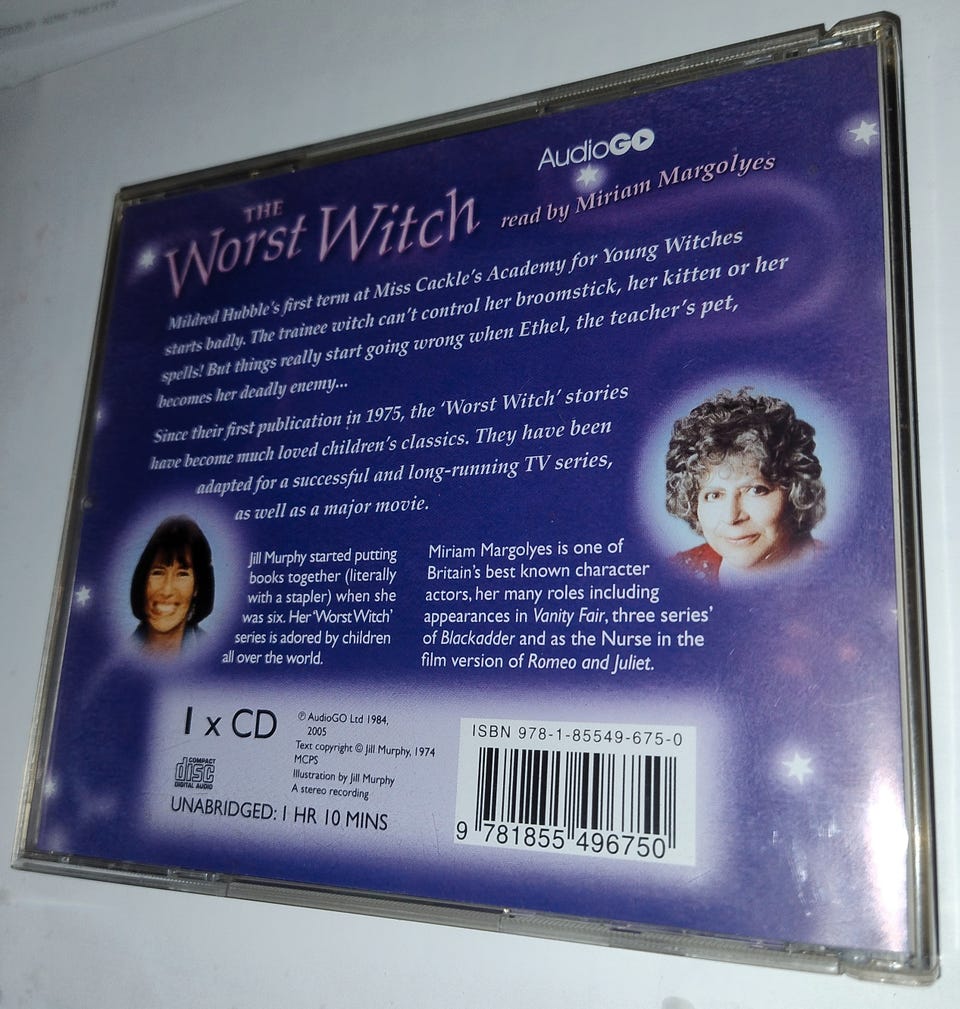 AudioGO
THE
Worst Witch
read by Miriam Margolyes
Mildred Hubble's first term at Miss Cackle's Academy for Young Witches
starts badly. The trainee witch can't control her broomstick, her kitten or her
spells! But things really start going wrong when Ethel, the teacher's pet,
becomes her deadly enemy...
Since their first publication in 1975, the 'Worst Witch' stories
have become much loved children's classics. They have been
adapted for a successful and long-running TV series,
as well as a major movie.
Jill Murphy started putting
books together (literally
with a stapler) when she
was six. Her 'Worst Witch'
series is adored by children
all over the world.
Miriam Margolyes is one of
Britain's best known character
actors, her many roles including
appearances in Vanity Fair, three series'
of Blackadder and as the Nurse in the
film version of Romeo and Juliet.
1 x CD
COMPACT
disc
DIGITAL AUDIO
℗ AudioGO Ltd 1984,
2005
Text copyright © Jill Murphy, 1974
MCPS
Illustration by Jill Murphy
A stereo recording
UNABRIDGED: 1 HR 10 MINS
ISBN 978-1-85549-675-0
9 781855 496750